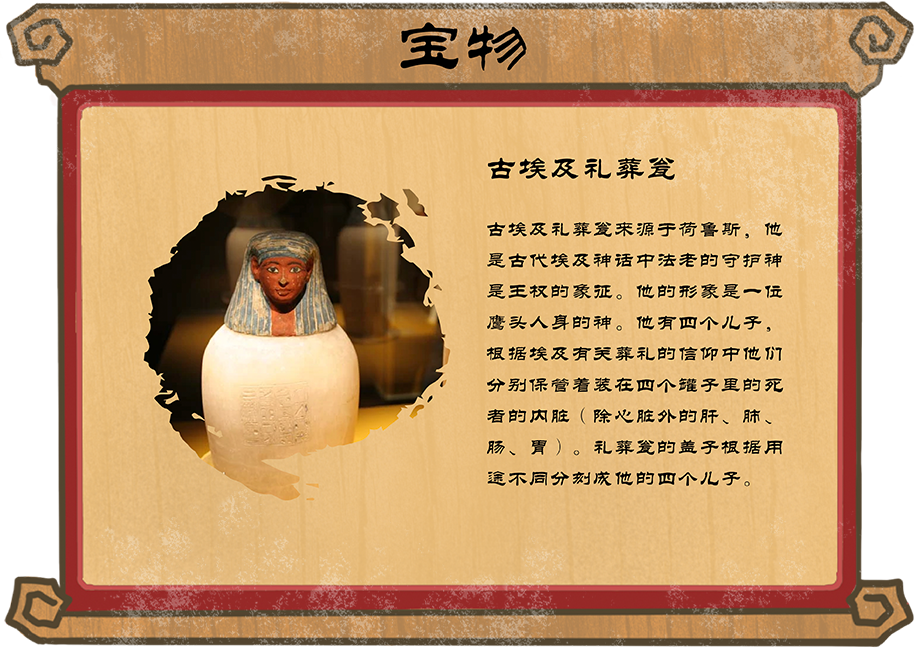 宝物
古埃及礼葬瓮
古埃及礼葬瓮来源于荷鲁斯，他
是古代埃及神话中法老的守护神
是王权的象征。他的形象是一位
鹰头人身的神。他有四个儿子，
根据埃及有关葬礼的信仰中他们
分别保管着装在四个罐子里的死
者的内脏（除心脏外的肝、肺、
肠、胃）。礼葬瓮的盖子根据用
途不同分刻成他的四个儿子。